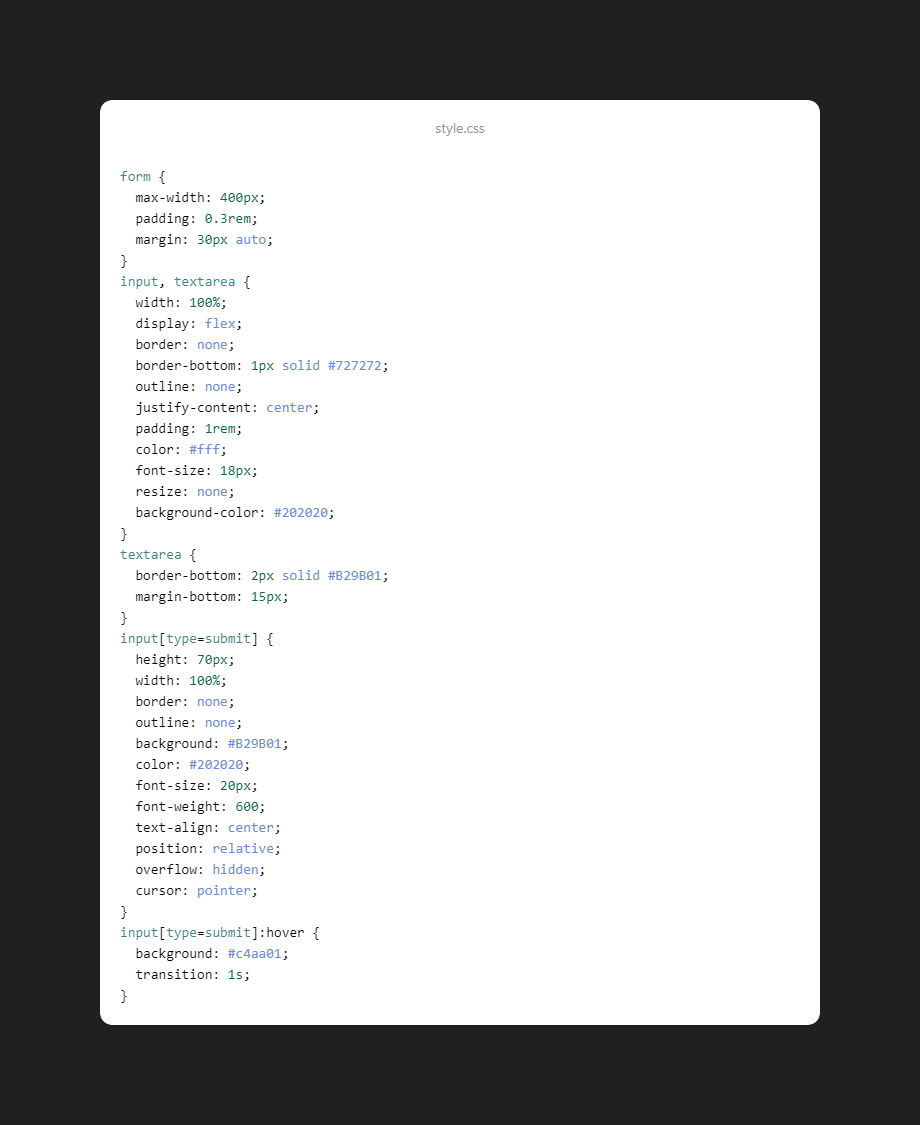 style.css
form {
  max-width: 400px;
  padding: 0.3rem;
  margin: 30px auto;
}
input, textarea {
  width: 100%;
  display: flex;
  border: none;
  border-bottom: 1px solid #727272;
  outline: none;
  justify-content: center;
  padding: 1rem;
  color: #fff;
  font-size: 18px;
  resize: none;
  background-color: #202020;
}
textarea {
  border-bottom: 2px solid #B29B01;
  margin-bottom: 15px;
}
input[type=submit] {
  height: 70px;
  width: 100%;
  border: none;
  outline: none;
  background: #B29B01;
  color: #202020;
  font-size: 20px;
  font-weight: 600;
  text-align: center;
  position: relative;
  overflow: hidden;
  cursor: pointer;
}
input[type=submit]:hover {
  background: #c4aa01;
  transition: 1s;
}